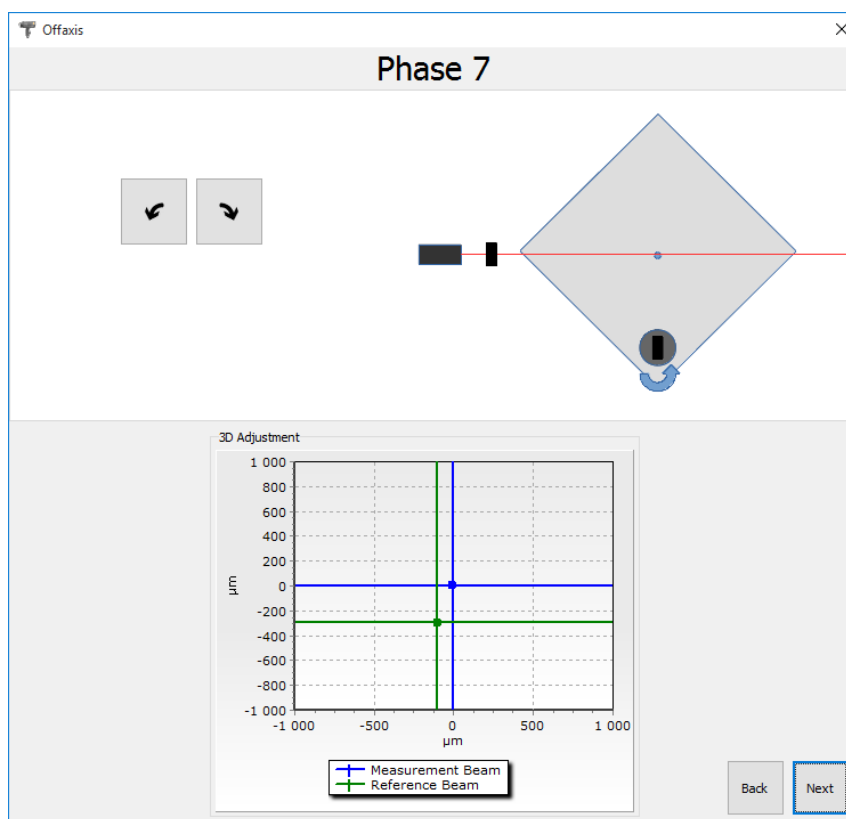 Offaxis
Phase 7
3D Adjustment
1 000
800
600
400
200
0
-200
-400
-600
-800
-1 000
µm
-1 000 -500 0 500 1 000
µm
Measurement Beam
Reference Beam
Back Next